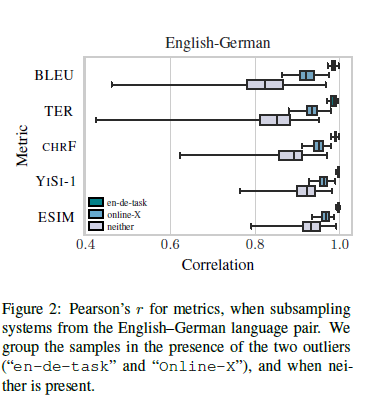 English-German
BLEU
TER
CHRF
YISI-1
ESIM
Metric
en-de-task
online-X
neither
0.4 0.6 0.8 1.0
Correlation
Figure 2: Pearson's r for metrics, when subsampling
systems from the English–German language pair. We
group the samples in the presence of the two outliers
(“en-de-task” and “Online-X”), and when nei-
ther is present.